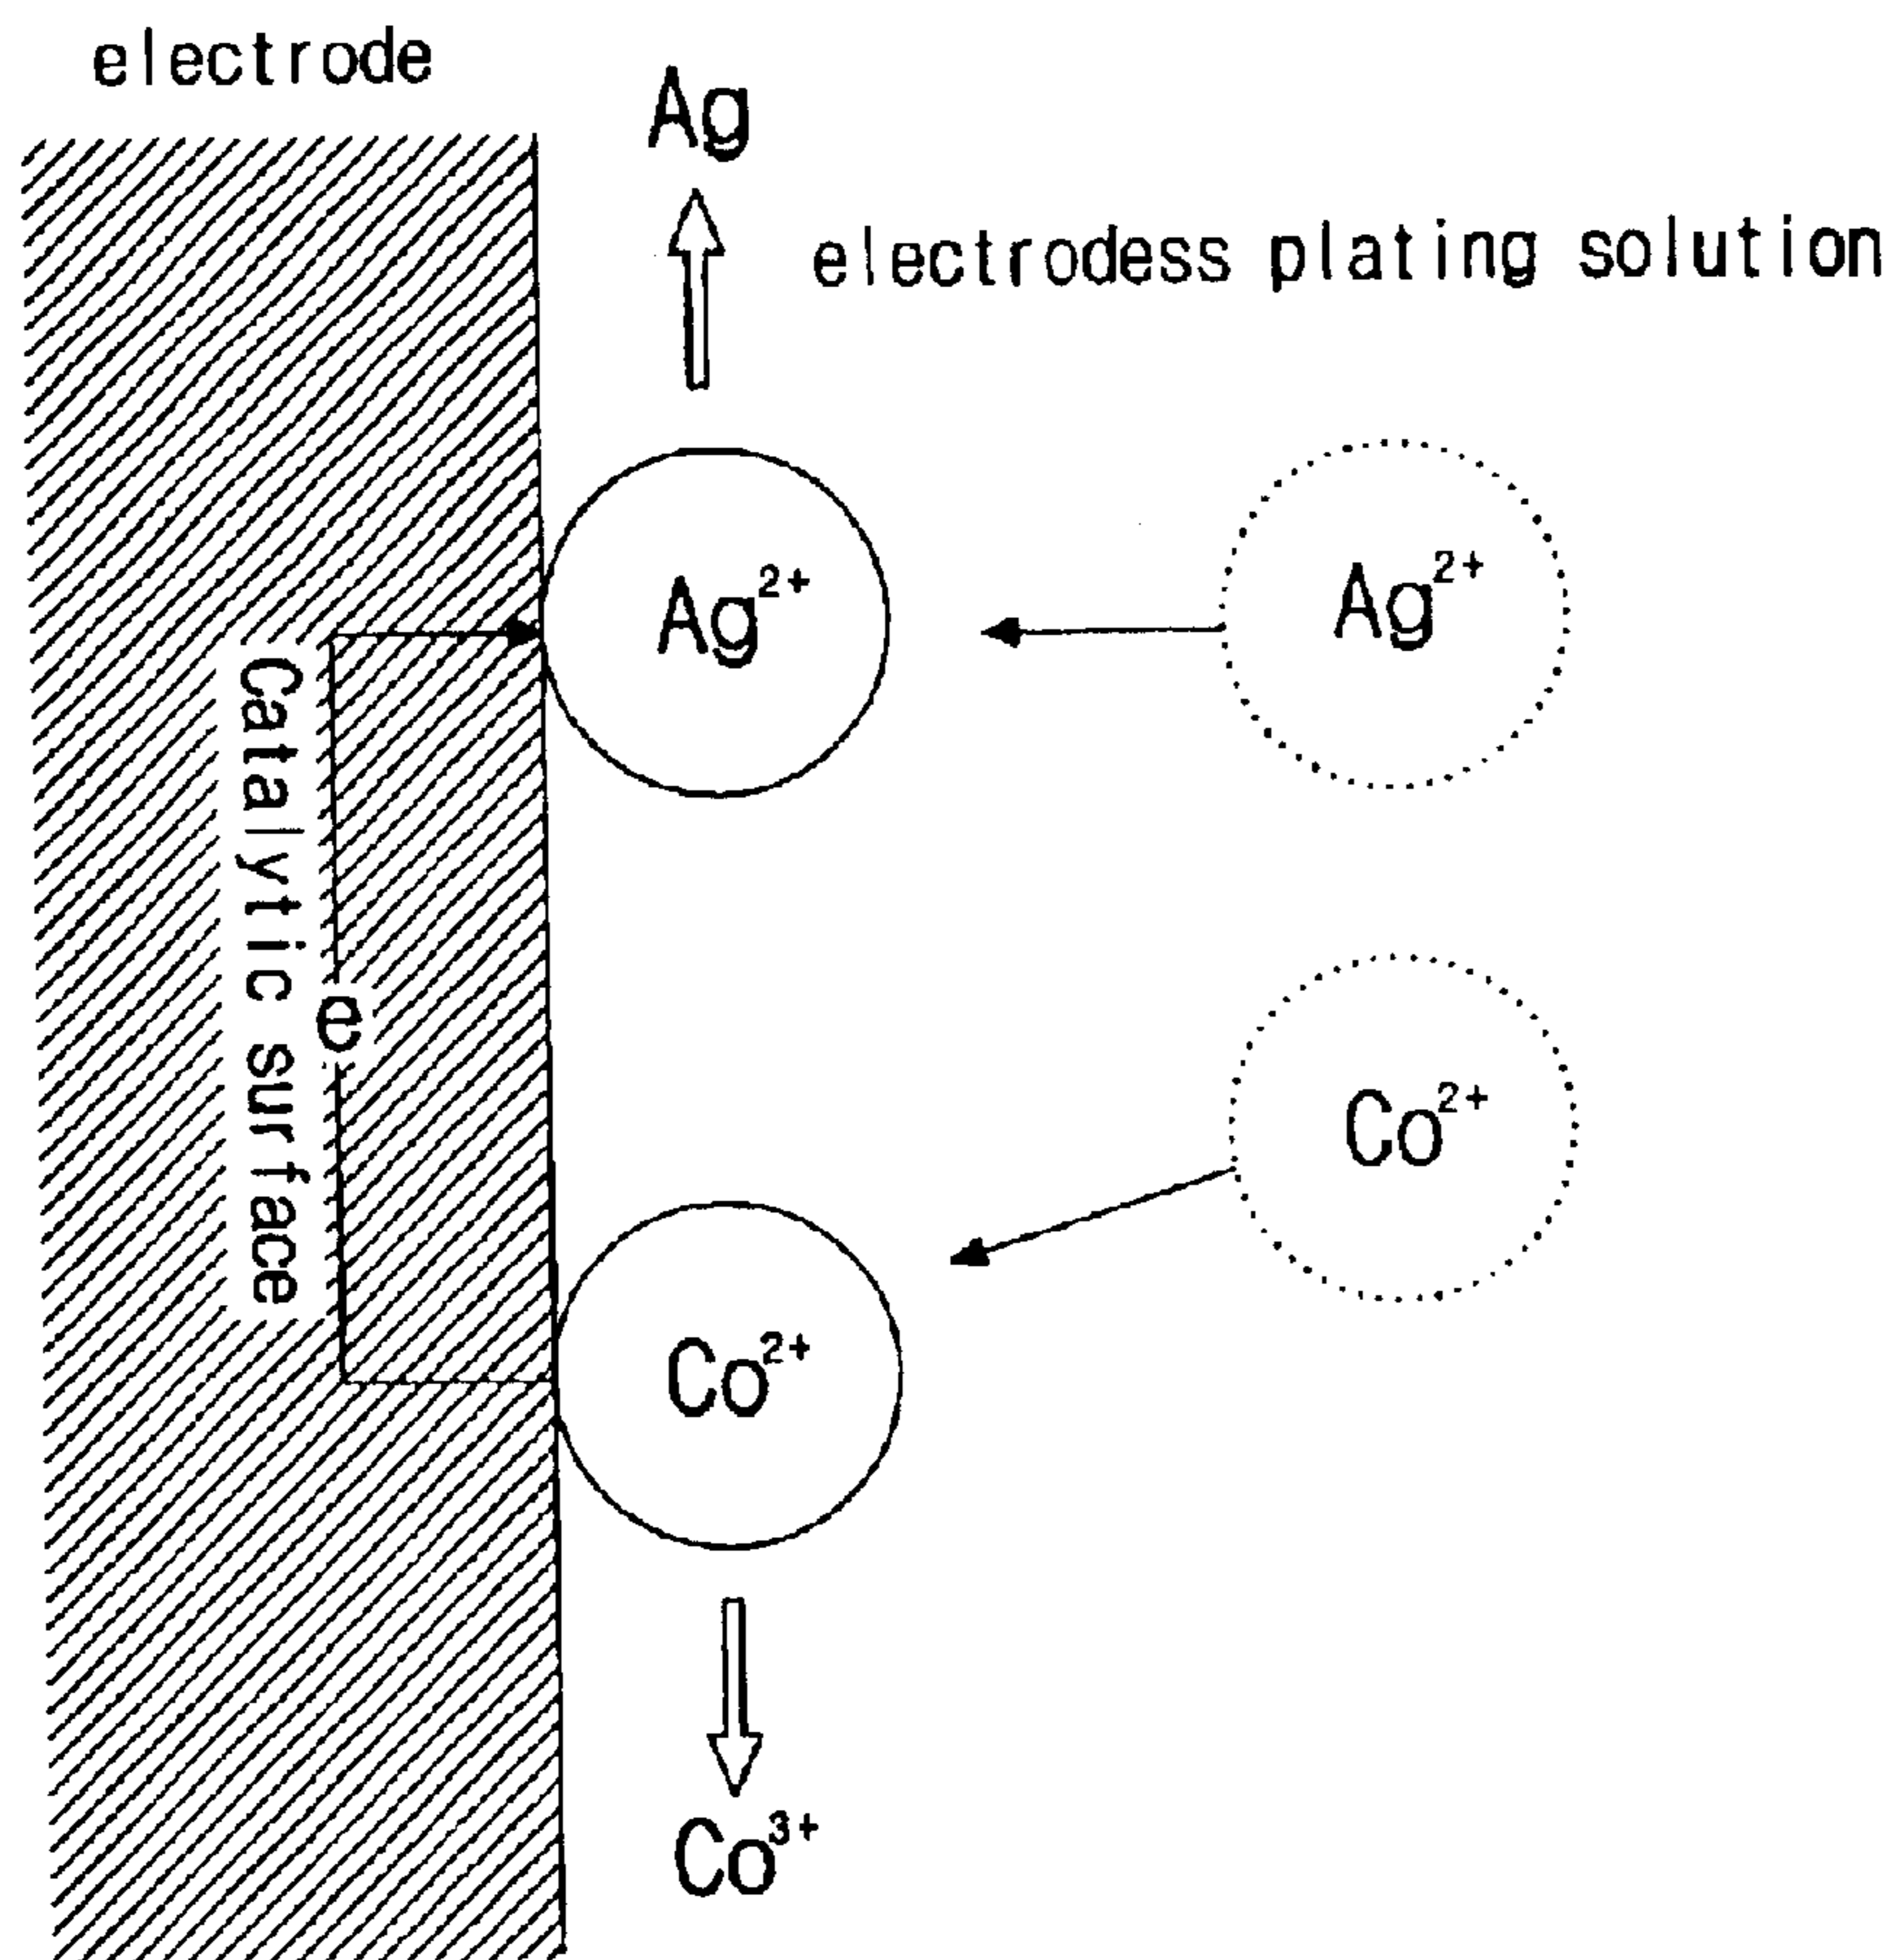 electrode
Ag
electrodess plating solution
Ag²⁺
Ag²⁺
Catalytic surface
e
Co²⁺
Co²⁺
Co³⁺